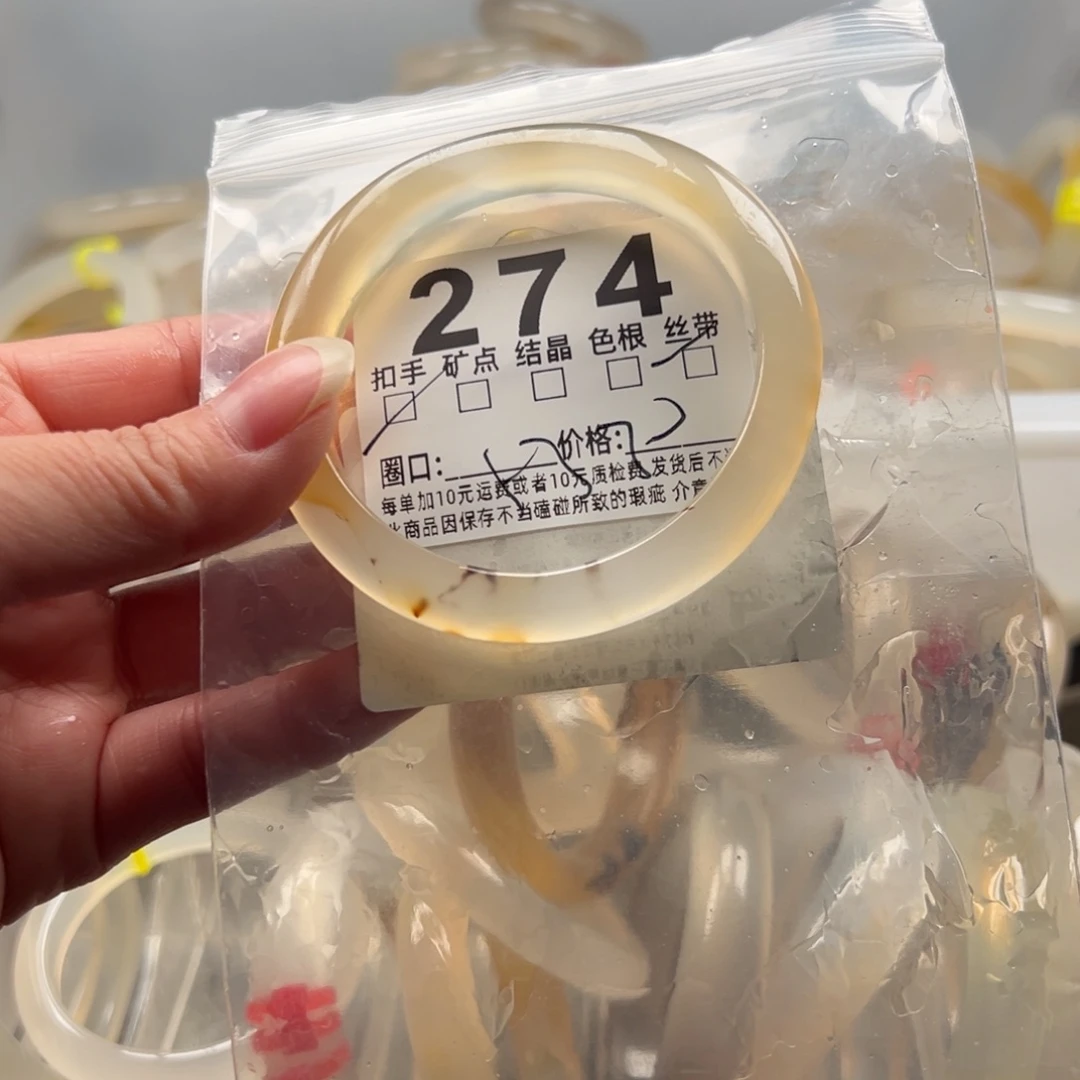 274
扣手 矿点 结晶 色根 丝带
圈口: 价格:
每单加10元运费或者10元质检费 发货后不
商品因保存不当磕碰所致的瑕疵 介意